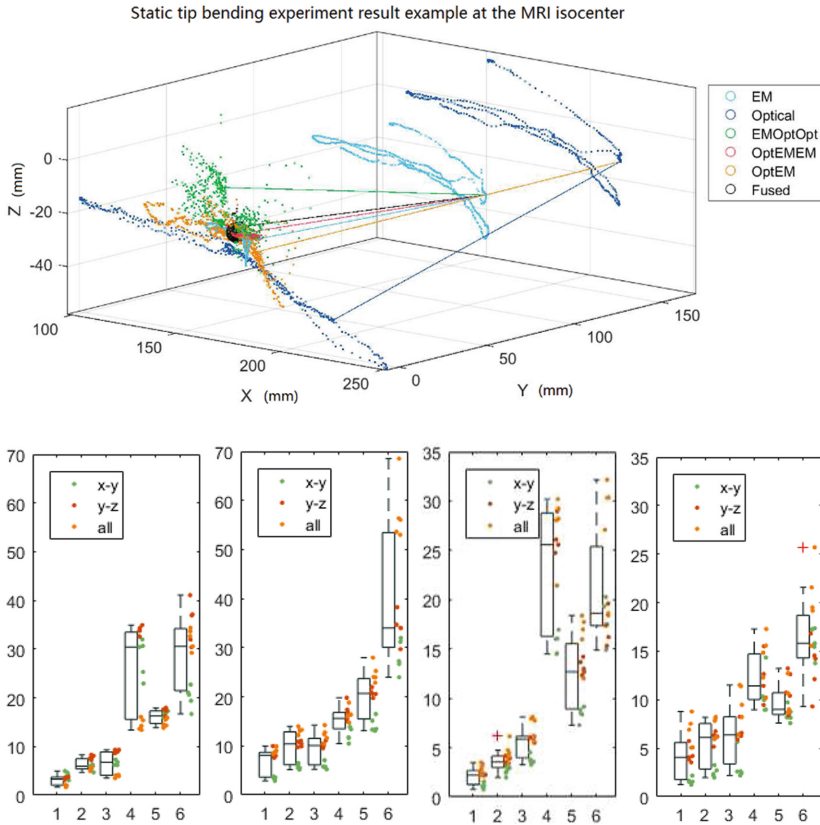 Static tip bending experiment result example at the MRI isocenter
EM
Optical
EMOptOpt
OptEMEM
OptEM
Fused
Z (mm)
0
-20
-40
100
150
200
250
X (mm)
0
50
100
150
Y (mm)
70
60
50
40
30
20
10
0
x-y
y-z
all
1 2 3 4 5 6
70
60
50
40
30
20
10
0
x-y
y-z
all
1 2 3 4 5 6
35
30
25
20
15
10
5
0
x-y
y-z
all
1 2 3 4 5 6
35
30
25
20
15
10
5
0
x-y
y-z
all
1 2 3 4 5 6